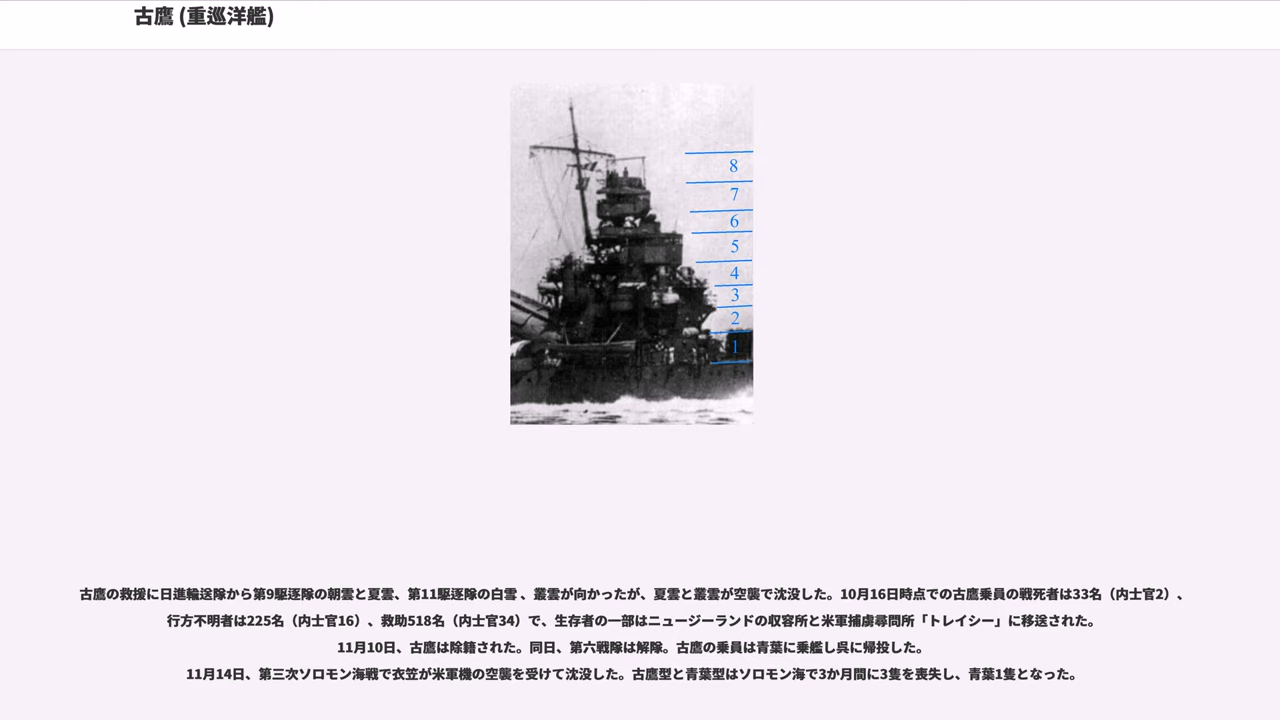 古鷹 (重巡洋艦)
8
7
6
5
4
3
2
1
古鷹の救援に日進輪送隊から第9駆逐隊の朝雲と夏雲、第11駆逐隊の白雪 、叢雲が向かったが、夏雲と叢雲が空襲で沈没した。10月16日時点での古鷹乗員の戦死者は33名（内士官2）、
行方不明者は225名（内士官16）、救助518名（内士官34）で、生存者の一部はニュージーランドの収容所と米軍捕虜尋問所「トレイシー」に移送された。
11月10日、古鷹は除籍された。同日、第六戦隊は解隊。古鷹の乗員は青葉に乗艦し呉に帰投した。
11月14日、第三次ソロモン海戦で衣笠が米軍機の空襲を受けて沈没した。古鷹型と青葉型はソロモン海で3か月間に3隻を喪失し、青葉1隻となった。